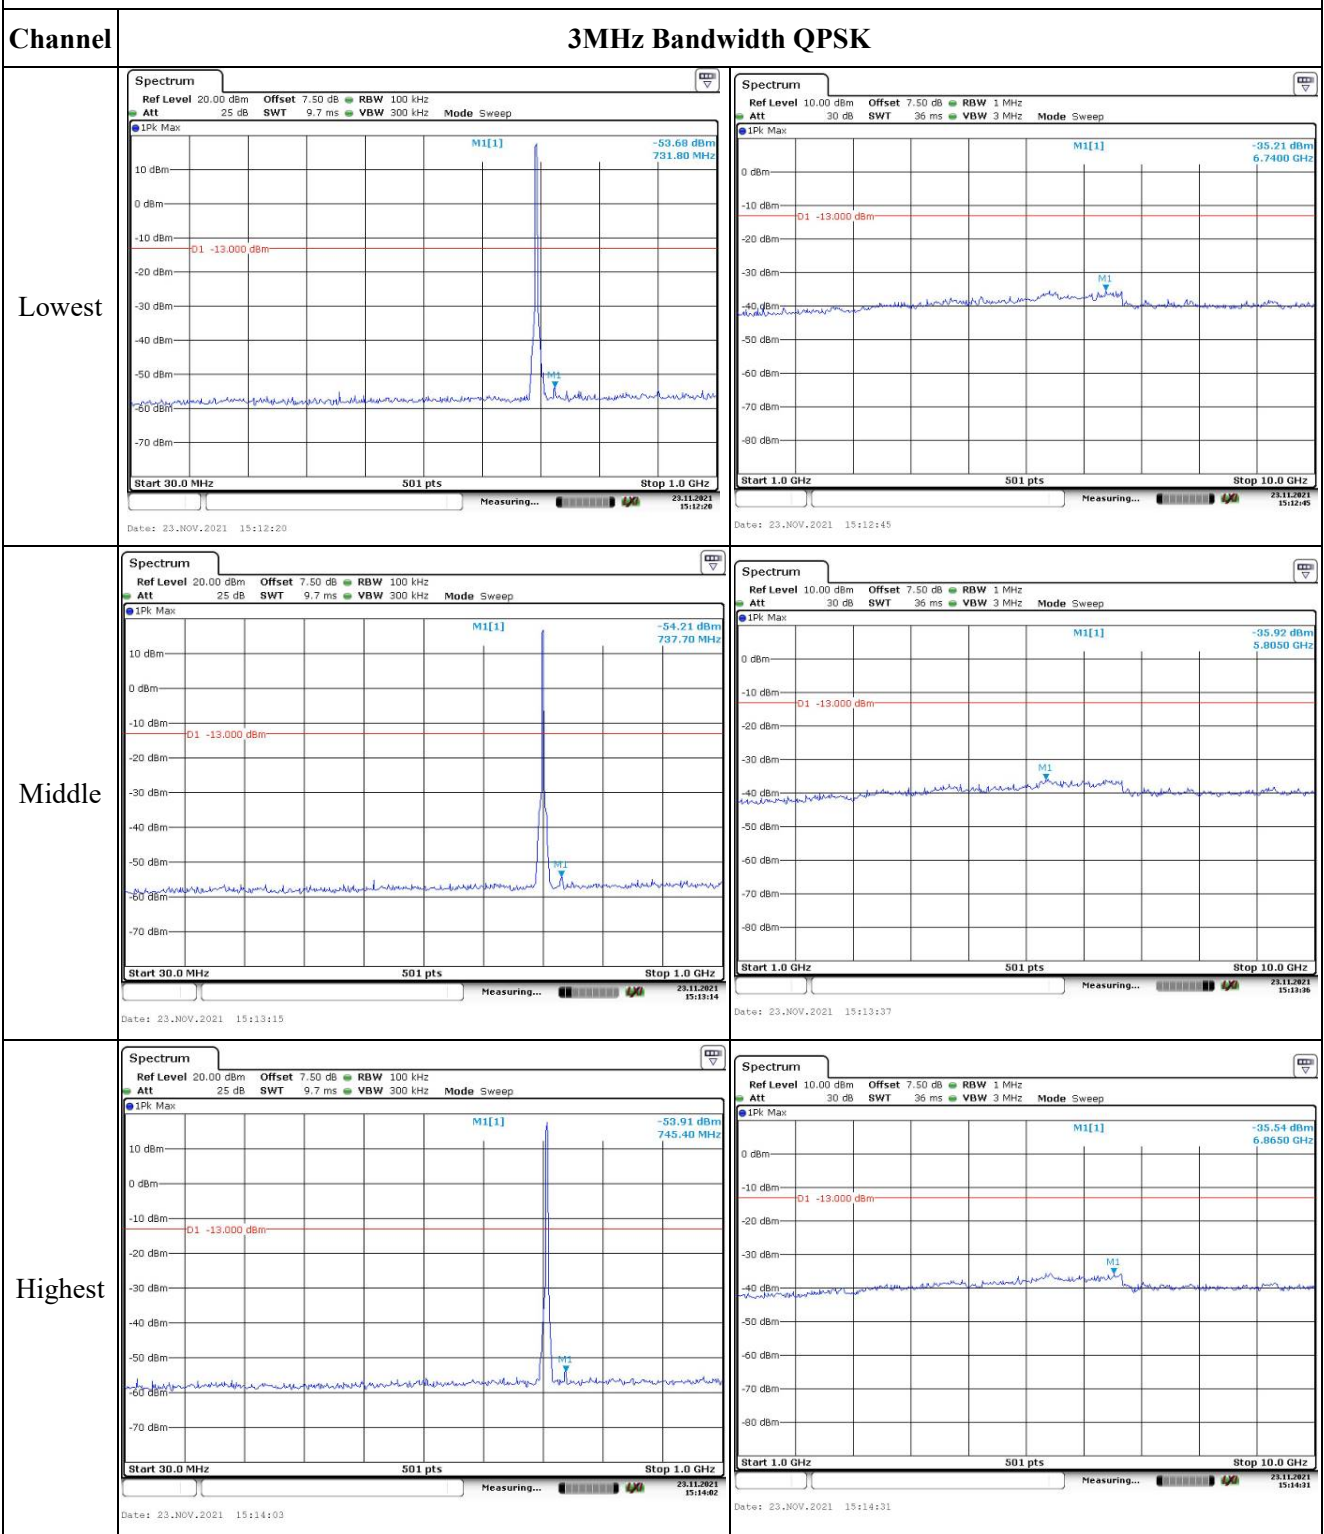 Channel 3MHz Bandwidth QPSK
Lowest
Spectrum
Ref Level 20.00 dBm Offset 7.50 dB RBW 100 kHz
Att 25 dB SWT 9.7 ms VBW 300 kHz Mode Sweep
1Pk Max
M1[1] -53.68 dBm
731.80 MHz
10 dBm
0 dBm
-10 dBm
D1 -13.000 dBm
-20 dBm
-30 dBm
-40 dBm
-50 dBm
M1
-60 dBm
-70 dBm
Start 30.0 MHz 501 pts Stop 1.0 GHz
Measuring... 23.11.2021
15:12:20
Date: 23.NOV.2021 15:12:20
Spectrum
Ref Level 10.00 dBm Offset 7.50 dB RBW 1 MHz
Att 30 dB SWT 36 ms VBW 3 MHz Mode Sweep
1Pk Max
M1[1] -35.21 dBm
6.7400 GHz
0 dBm
-10 dBm
D1 -13.000 dBm
-20 dBm
-30 dBm
M1
-40 dBm
-50 dBm
-60 dBm
-70 dBm
-80 dBm
Start 1.0 GHz 501 pts Stop 10.0 GHz
Measuring... 23.11.2021
15:12:45
Date: 23.NOV.2021 15:12:45
Middle
Spectrum
Ref Level 20.00 dBm Offset 7.50 dB RBW 100 kHz
Att 25 dB SWT 9.7 ms VBW 300 kHz Mode Sweep
1Pk Max
M1[1] -54.21 dBm
737.70 MHz
10 dBm
0 dBm
-10 dBm
D1 -13.000 dBm
-20 dBm
-30 dBm
-40 dBm
-50 dBm
M1
-60 dBm
-70 dBm
Start 30.0 MHz 501 pts Stop 1.0 GHz
Measuring... 23.11.2021
15:13:14
Date: 23.NOV.2021 15:13:15
Spectrum
Ref Level 10.00 dBm Offset 7.50 dB RBW 1 MHz
Att 30 dB SWT 36 ms VBW 3 MHz Mode Sweep
1Pk Max
M1[1] -35.92 dBm
5.8050 GHz
0 dBm
-10 dBm
D1 -13.000 dBm
-20 dBm
-30 dBm
M1
-40 dBm
-50 dBm
-60 dBm
-70 dBm
-80 dBm
Start 1.0 GHz 501 pts Stop 10.0 GHz
Measuring... 23.11.2021
15:13:36
Date: 23.NOV.2021 15:13:37
Highest
Spectrum
Ref Level 20.00 dBm Offset 7.50 dB RBW 100 kHz
Att 25 dB SWT 9.7 ms VBW 300 kHz Mode Sweep
1Pk Max
M1[1] -53.91 dBm
745.40 MHz
10 dBm
0 dBm
-10 dBm
D1 -13.000 dBm
-20 dBm
-30 dBm
-40 dBm
-50 dBm
M1
-60 dBm
-70 dBm
Start 30.0 MHz 501 pts Stop 1.0 GHz
Measuring... 23.11.2021
15:14:02
Date: 23.NOV.2021 15:14:03
Spectrum
Ref Level 10.00 dBm Offset 7.50 dB RBW 1 MHz
Att 30 dB SWT 36 ms VBW 3 MHz Mode Sweep
1Pk Max
M1[1] -35.54 dBm
6.8650 GHz
0 dBm
-10 dBm
D1 -13.000 dBm
-20 dBm
-30 dBm
M1
-40 dBm
-50 dBm
-60 dBm
-70 dBm
-80 dBm
Start 1.0 GHz 501 pts Stop 10.0 GHz
Measuring... 23.11.2021
15:14:31
Date: 23.NOV.2021 15:14:31